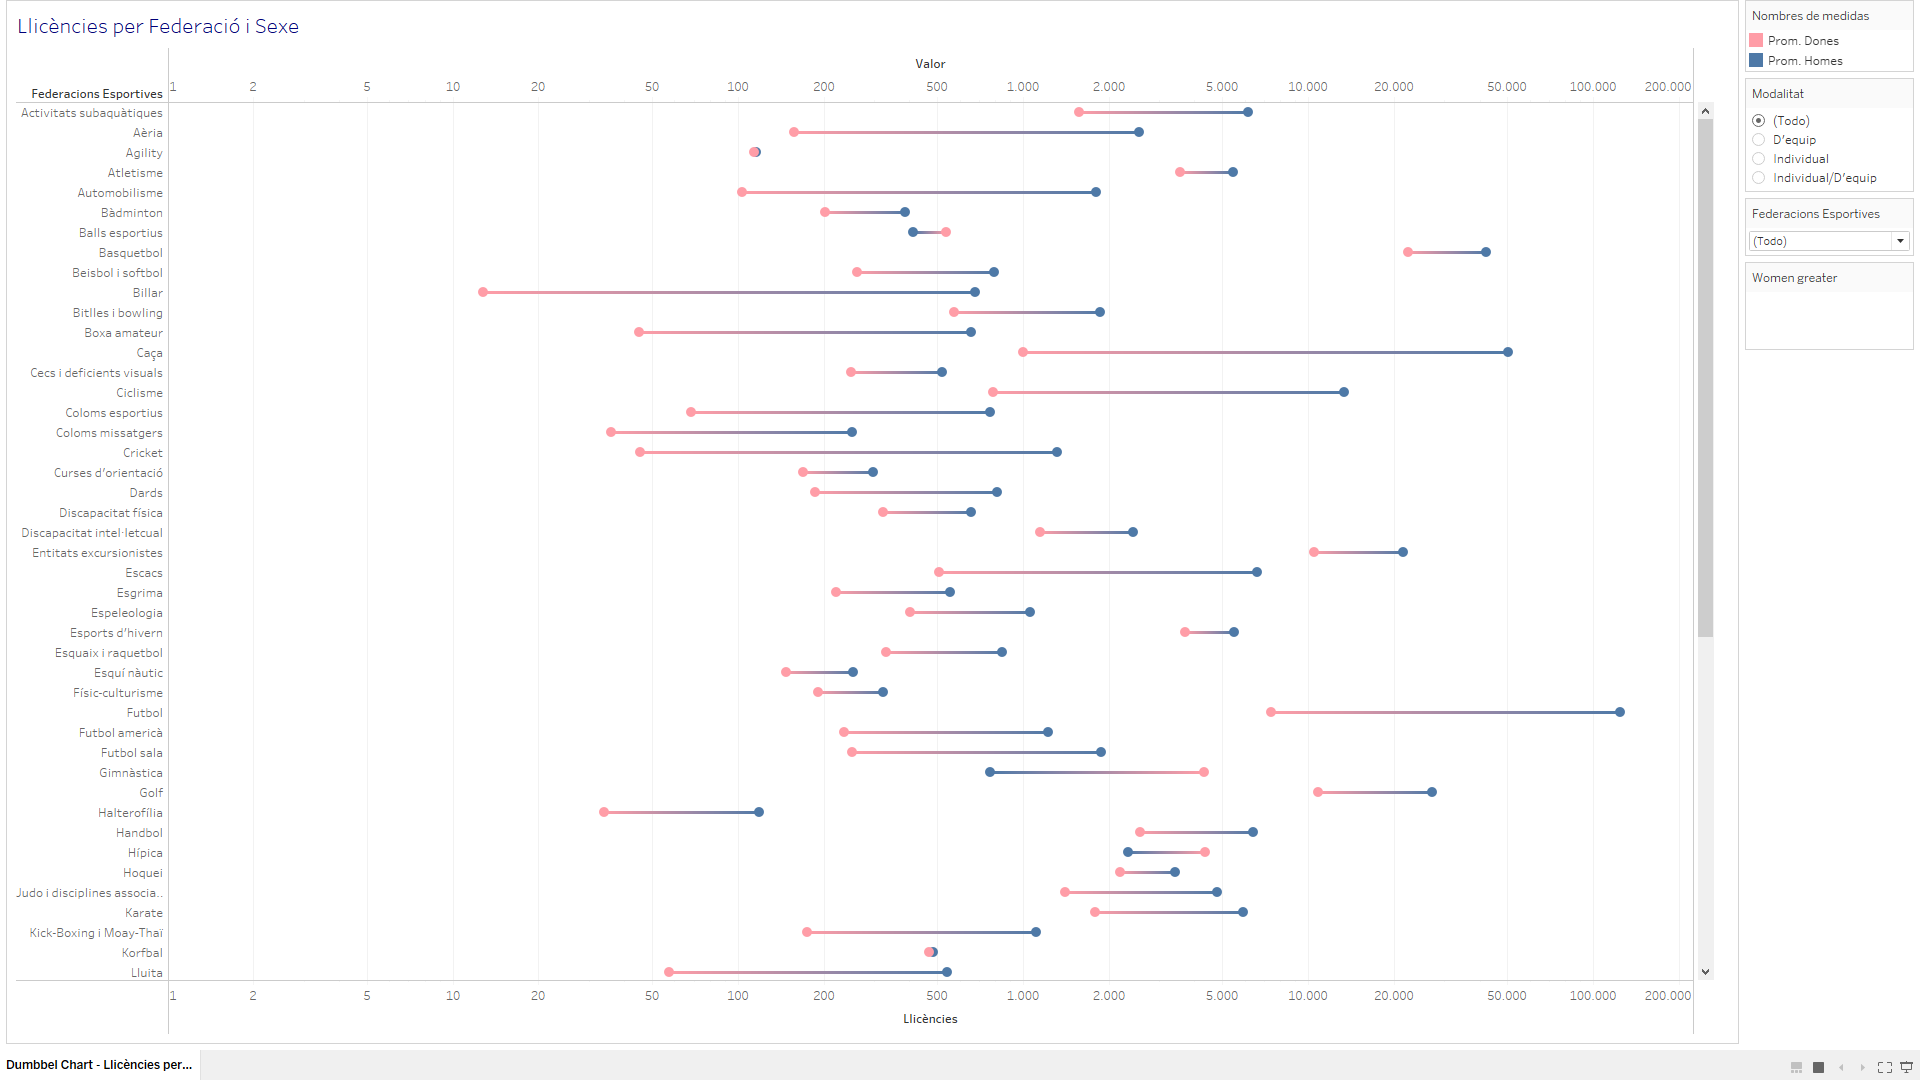 Llicències per Federació i Sexe
Valor
Federacions Esportives
1 2 5 10 20 50 100 200 500 1.000 2.000 5.000 10.000 20.000 50.000 100.000 200.000
Activitats subaquàtiques
Aèria
Agility
Atletisme
Automobilisme
Bàdminton
Balls esportius
Basquetbol
Beisbol i softbol
Billar
Bitlles i bowling
Boxa amateur
Caça
Cecs i deficients visuals
Ciclisme
Coloms esportius
Coloms missatgers
Cricket
Curses d'orientació
Dards
Discapacitat física
Discapacitat intel·letcual
Entitats excursionistes
Escacs
Esgrima
Espeleologia
Esports d'hivern
Esquaix i raquetbol
Esquí nàutic
Físic-culturisme
Futbol
Futbol americà
Futbol sala
Gimnàstica
Golf
Halterofília
Handbol
Hípica
Hoquei
Judo i disciplines associa..
Karate
Kick-Boxing i Moay-Thaï
Korfbal
Lluita
1 2 5 10 20 50 100 200 500 1.000 2.000 5.000 10.000 20.000 50.000 100.000 200.000
Llicències
Nombres de medidas
Prom. Dones
Prom. Homes
Modalitat
(Todo)
D'equip
Individual
Individual/D'equip
Federacions Esportives
(Todo)
Women greater
Dumbbel Chart - Llicències per...